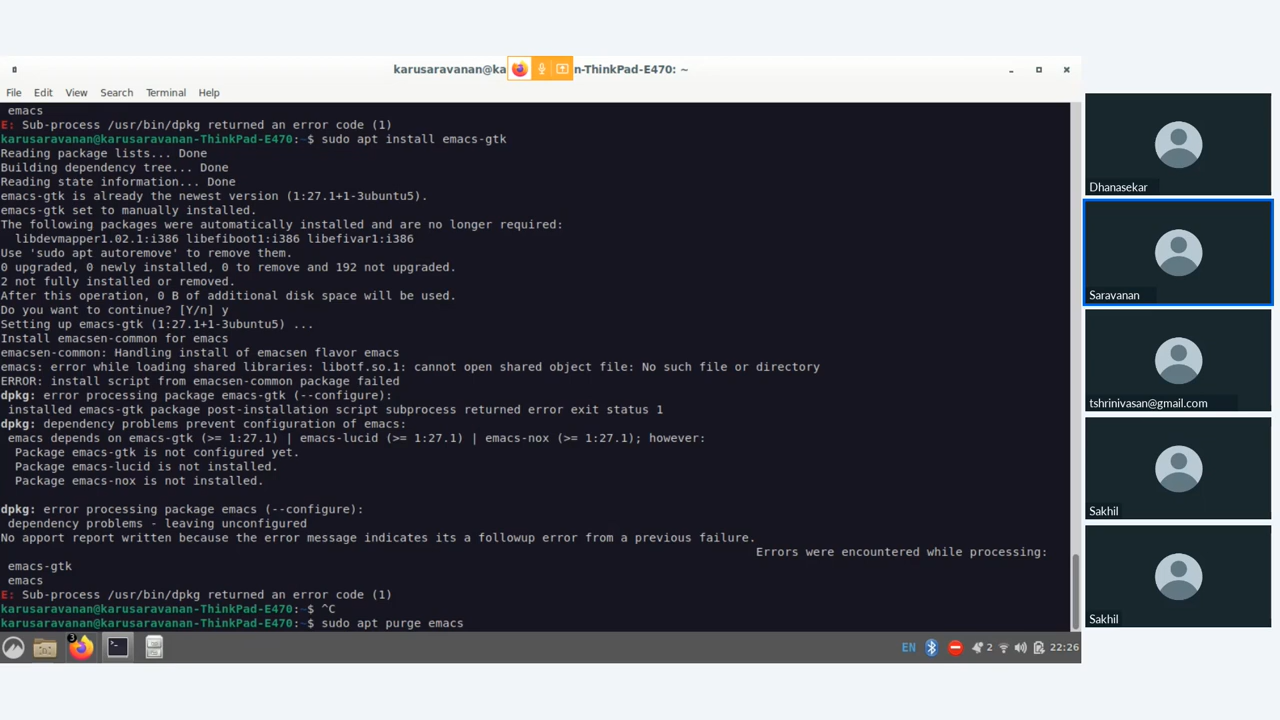 karusaravanan@ka n-ThinkPad-E470: ~
File Edit View Search Terminal Help
emacs
E: Sub-process /usr/bin/dpkg returned an error code (1)
karusaravanan@karusaravanan-ThinkPad-E470:~$ sudo apt install emacs-gtk
Reading package lists... Done
Building dependency tree... Done
Reading state information... Done
emacs-gtk is already the newest version (1:27.1+1-3ubuntu5).
emacs-gtk set to manually installed.
The following packages were automatically installed and are no longer required:
libdevmapper1.02.1:i386 libefiboot1:i386 libefivar1:i386
Use 'sudo apt autoremove' to remove them.
0 upgraded, 0 newly installed, 0 to remove and 192 not upgraded.
2 not fully installed or removed.
After this operation, 0 B of additional disk space will be used.
Do you want to continue? [Y/n] y
Setting up emacs-gtk (1:27.1+1-3ubuntu5) ...
Install emacsen-common for emacs
emacsen-common: Handling install of emacsen flavor emacs
emacs: error while loading shared libraries: libotf.so.1: cannot open shared object file: No such file or directory
ERROR: install script from emacsen-common package failed
dpkg: error processing package emacs-gtk (--configure):
installed emacs-gtk package post-installation script subprocess returned error exit status 1
dpkg: dependency problems prevent configuration of emacs:
emacs depends on emacs-gtk (>= 1:27.1) | emacs-lucid (>= 1:27.1) | emacs-nox (>= 1:27.1); however:
Package emacs-gtk is not configured yet.
Package emacs-lucid is not installed.
Package emacs-nox is not installed.
dpkg: error processing package emacs (--configure):
dependency problems - leaving unconfigured
No apport report written because the error message indicates its a followup error from a previous failure.
Errors were encountered while processing:
emacs-gtk
emacs
E: Sub-process /usr/bin/dpkg returned an error code (1)
karusaravanan@karusaravanan-ThinkPad-E470:~$ ^C
karusaravanan@karusaravanan-ThinkPad-E470:~$ sudo apt purge emacs
3
EN 2 22:26
Dhanasekar
Saravanan
tshrinivasan@gmail.com
Sakhil
Sakhil